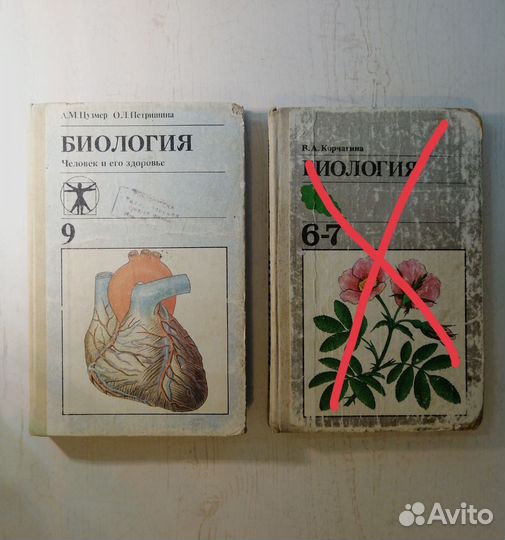 А.М.Цузмер О.Л.Петришина
БИОЛОГИЯ
Человек и его здоровье
9
В.А.Корчагина
БИОЛОГИЯ
6-7
Avito